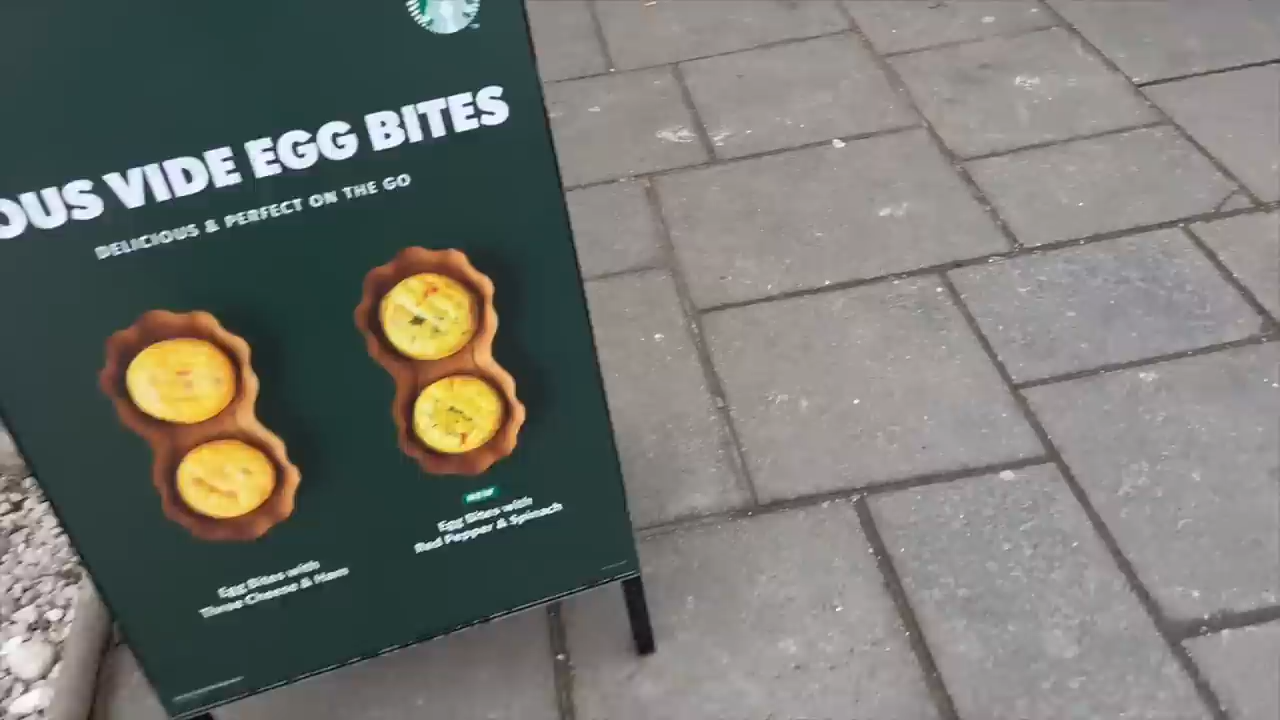 OUS VIDE EGG BITES
DELICIOUS & PERFECT ON THE GO
NEW
Egg Bites with
Red Pepper & Spinach
Egg Bites with
Three Cheese & Ham